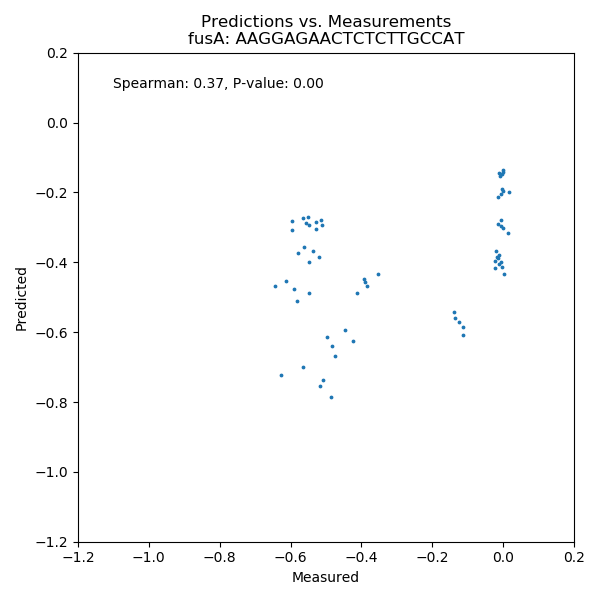 Predictions vs. Measurements
fusA: AAGGAGAACTCTCTTGCCAT
Spearman: 0.37, P-value: 0.00
0.2
0.0
−0.2
−0.4
−0.6
−0.8
−1.0
−1.2
Predicted
−1.2 −1.0 −0.8 −0.6 −0.4 −0.2 0.0 0.2
Measured